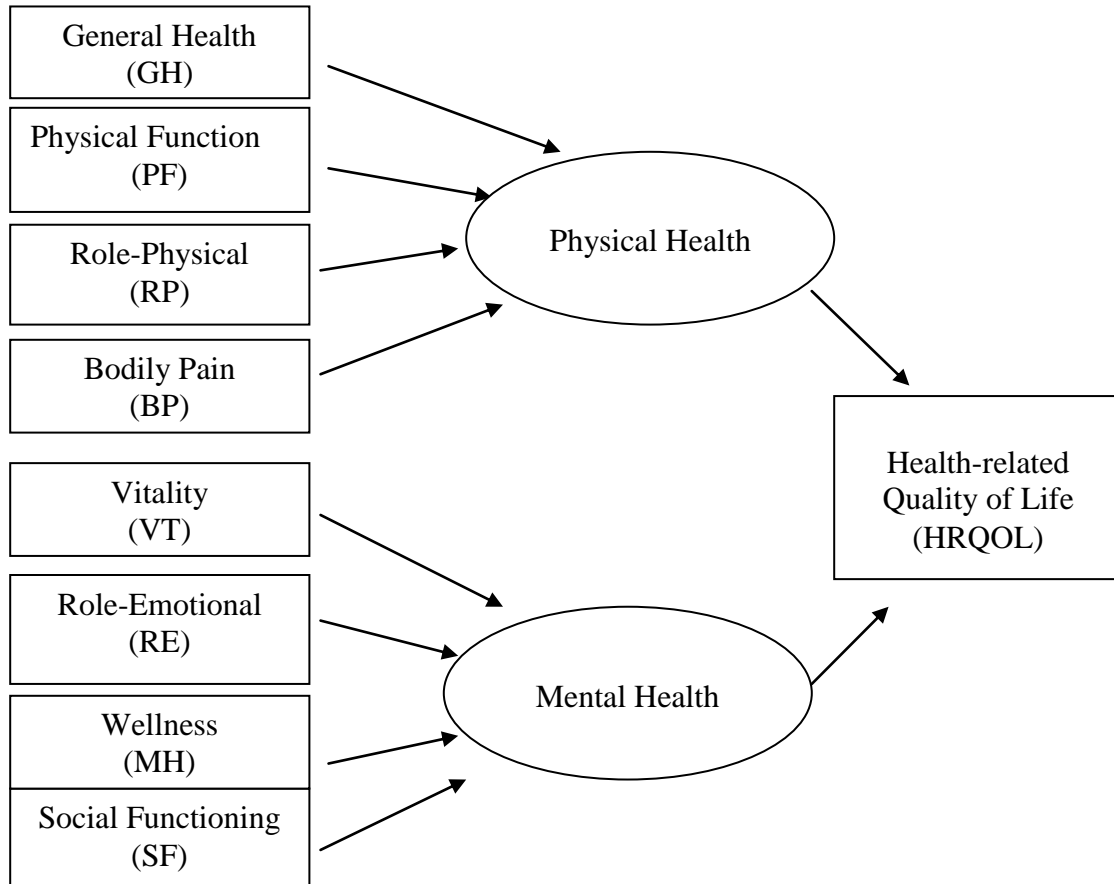 General Health
(GH)
Physical Function
(PF)
Role-Physical
(RP)
Bodily Pain
(BP)
Vitality
(VT)
Role-Emotional
(RE)
Wellness
(MH)
Social Functioning
(SF)
Physical Health
Mental Health
Health-related
Quality of Life
(HRQOL)